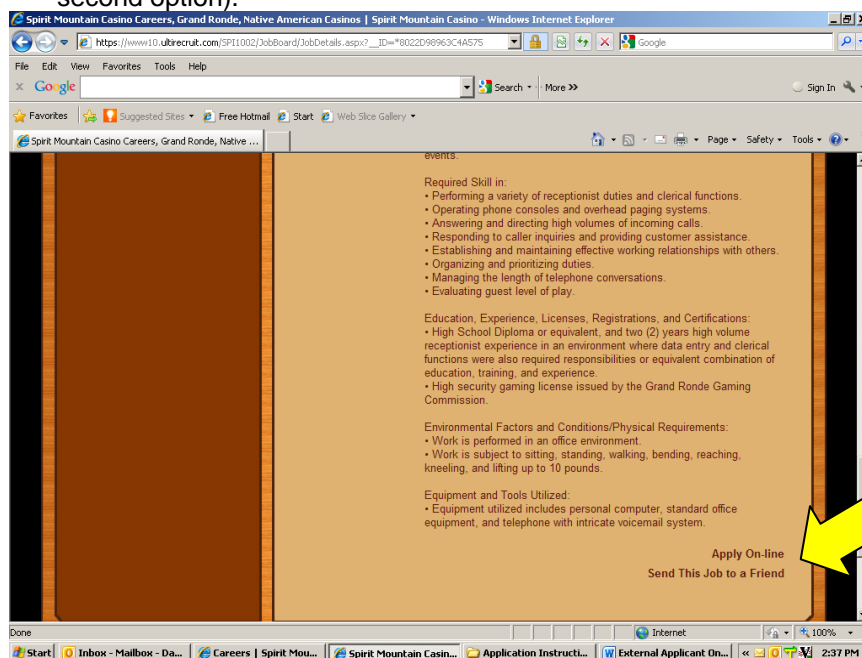 second option).
Spirit Mountain Casino Careers, Grand Ronde, Native American Casinos | Spirit Mountain Casino - Windows Internet Explorer
https://www10.ultirecruit.com/SPI1002/JobBoard/JobDetails.aspx?__ID=*8022D98963C4A575
Google
File Edit View Favorites Tools Help
x Google Search More >> Sign In
Favorites Suggested Sites Free Hotmail Start Web Slice Gallery
Spirit Mountain Casino Careers, Grand Ronde, Native ... Page Safety Tools
events.
Required Skill in:
• Performing a variety of receptionist duties and clerical functions.
• Operating phone consoles and overhead paging systems.
• Answering and directing high volumes of incoming calls.
• Responding to caller inquiries and providing customer assistance.
• Establishing and maintaining effective working relationships with others.
• Organizing and prioritizing duties.
• Managing the length of telephone conversations.
• Evaluating guest level of play.
Education, Experience, Licenses, Registrations, and Certifications:
• High School Diploma or equivalent, and two (2) years high volume
receptionist experience in an environment where data entry and clerical
functions were also required responsibilities or equivalent combination of
education, training, and experience.
• High security gaming license issued by the Grand Ronde Gaming
Commission.
Environmental Factors and Conditions/Physical Requirements:
• Work is performed in an office environment.
• Work is subject to sitting, standing, walking, bending, reaching,
kneeling, and lifting up to 10 pounds.
Equipment and Tools Utilized:
• Equipment utilized includes personal computer, standard office
equipment, and telephone with intricate voicemail system.
Apply On-line
Send This Job to a Friend
Done Internet 100%
Start Inbox - Mailbox - Da... Careers | Spirit Mou... Spirit Mountain Casin... Application Instructi... External Applicant On... « 2:37 PM